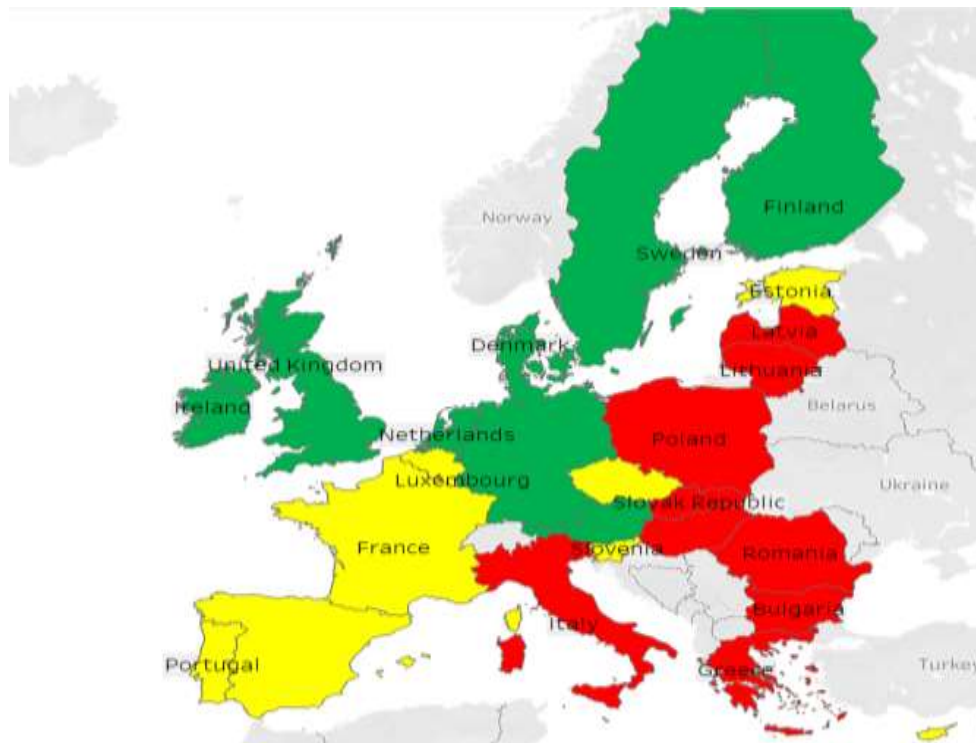 Finland
Norway
Sweden
Estonia
Latvia
Denmark
United Kingdom
Lithuania
Ireland
Belarus
Netherlands
Poland
Luxembourg
Ukraine
Slovak Republic
France
Slovenia
Romania
Bulgaria
Italy
Portugal
Greece
Turkey